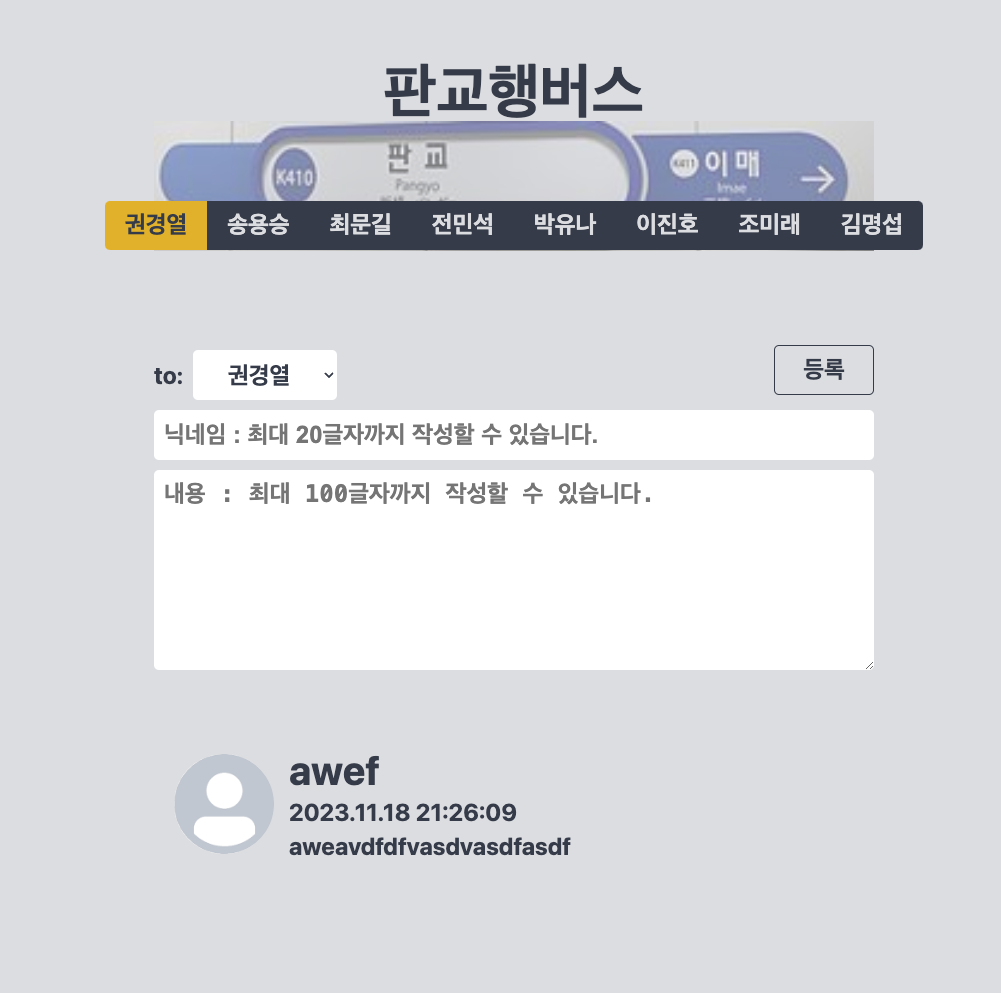 판교행버스
K410
판교
Pangyo
K411
이매
Imae
권경열 송용승 최문길 전민석 박유나 이진호 조미래 김명섭
to: 권경열
등록
닉네임 : 최대 20글자까지 작성할 수 있습니다.
내용 : 최대 100글자까지 작성할 수 있습니다.
awef
2023.11.18 21:26:09
aweavdfdfvasdvasdfasdf